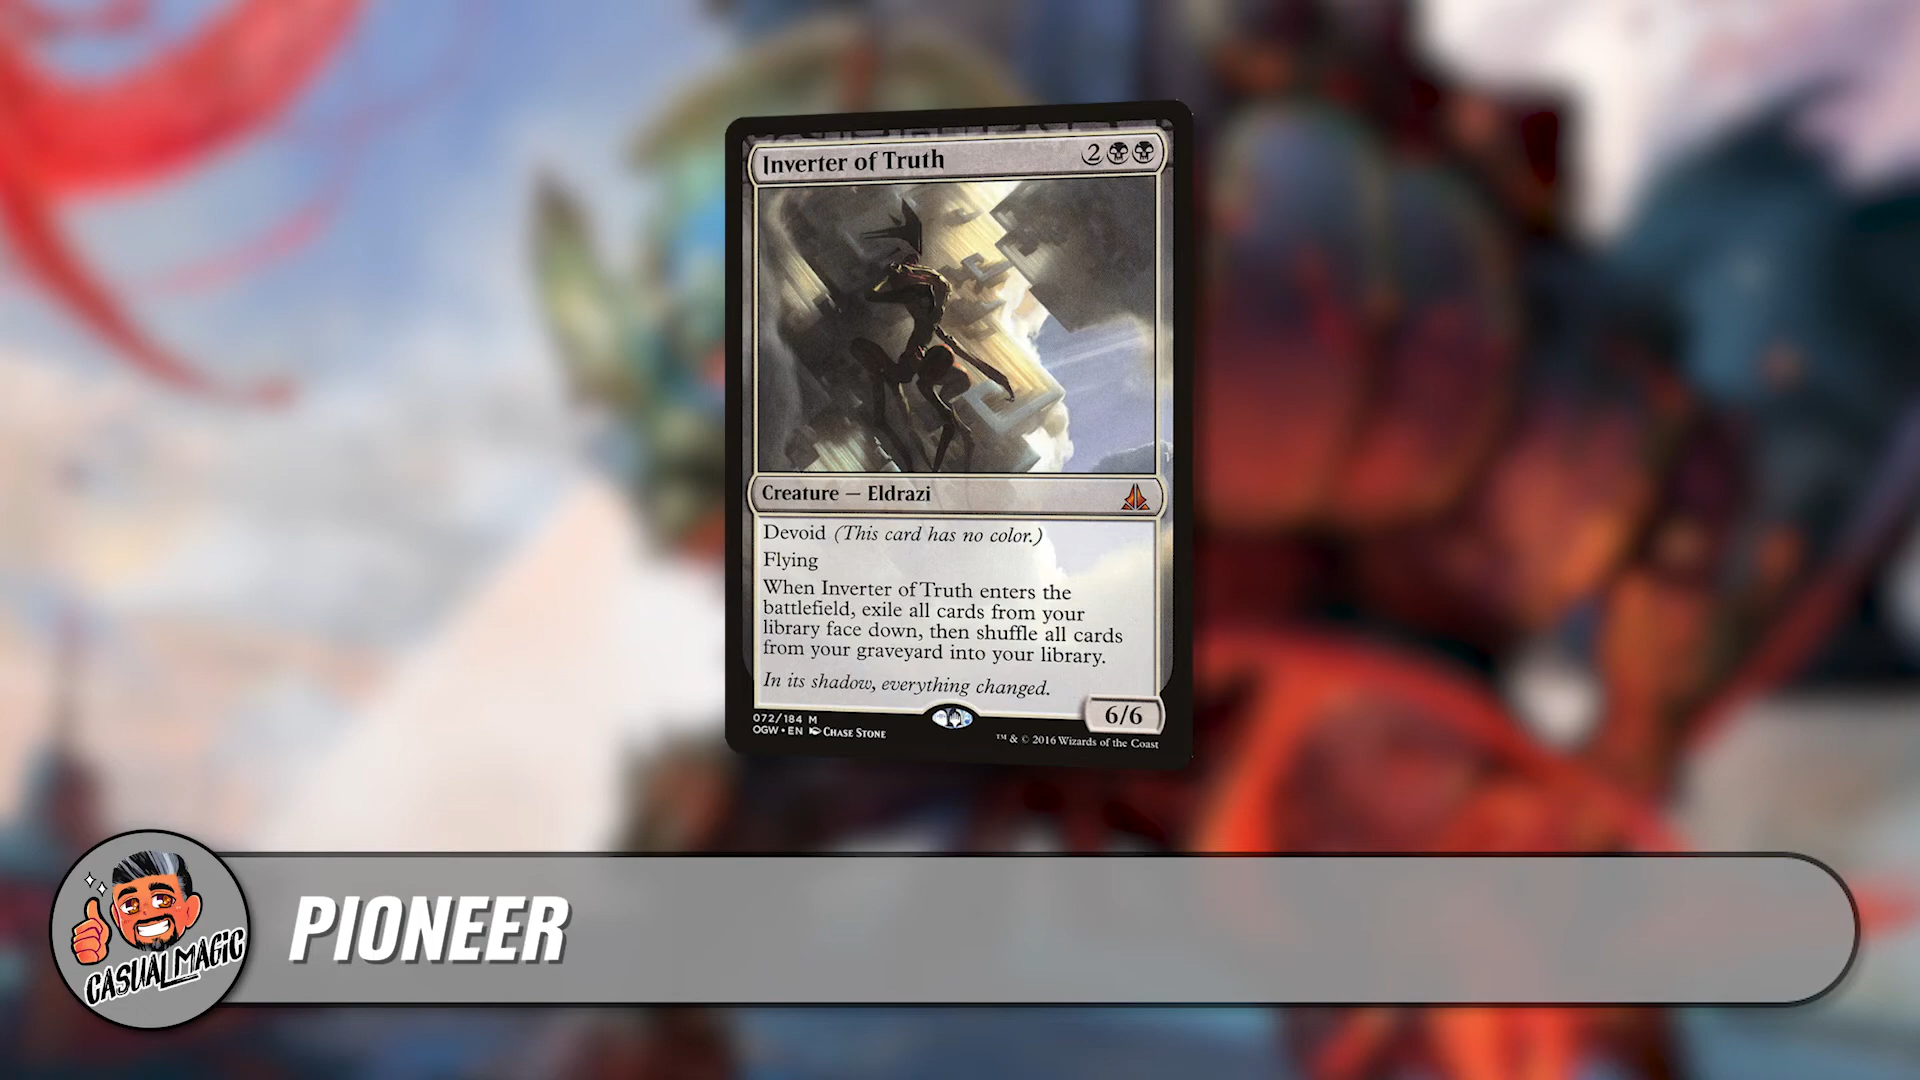 Inverter of Truth 2
Creature — Eldrazi
Devoid (This card has no color.)
Flying
When Inverter of Truth enters the
battlefield, exile all cards from your
library face down, then shuffle all cards
from your graveyard into your library.
In its shadow, everything changed.
6/6
072/184 M
OGW • EN CHASE STONE
™ & © 2016 Wizards of the Coast
PIONEER
CASUAL MAGIC